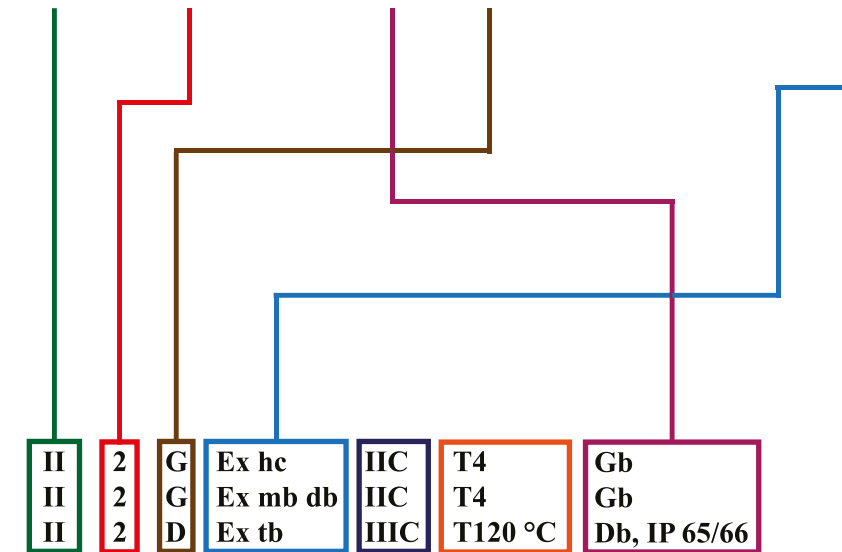 II 2 G Ex hc IIC T4 Gb
II 2 G Ex mb db IIC T4 Gb
II 2 D Ex tb IIIC T120 °C Db, IP 65/66